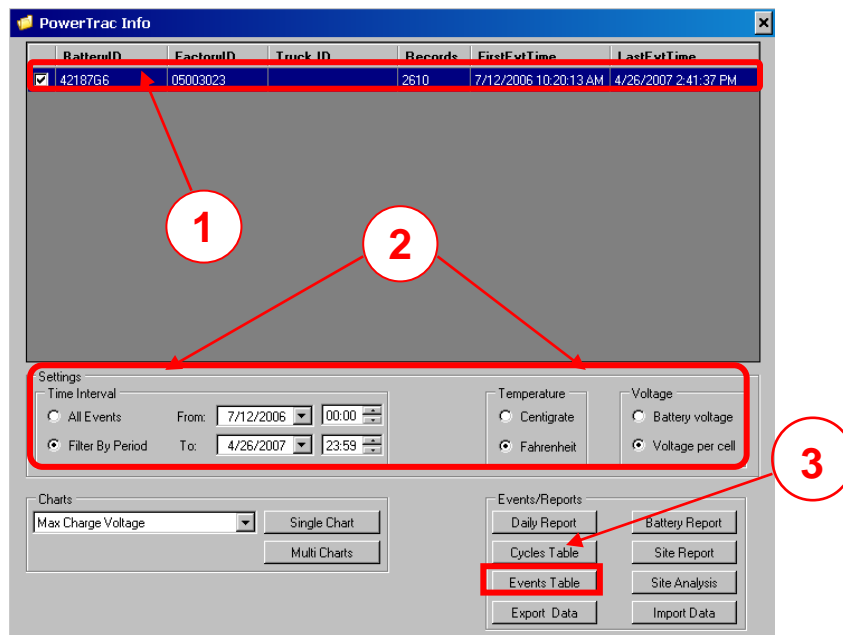 PowerTrac Info
BatteryID FactoryID Truck ID Records FirstEvtTime LastEvtTime
42187G6 05003023 2610 7/12/2006 10:20:13 AM 4/26/2007 2:41:37 PM
1
2
Settings
Time Interval Temperature Voltage
All Events From: 7/12/2006 00:00 Centigrate Battery voltage
Filter By Period To: 4/26/2007 23:59 Fahrenheit Voltage per cell
3
Charts Events/Reports
Max Charge Voltage Single Chart Daily Report Battery Report
Multi Charts Cycles Table Site Report
Events Table Site Analysis
Export Data Import Data